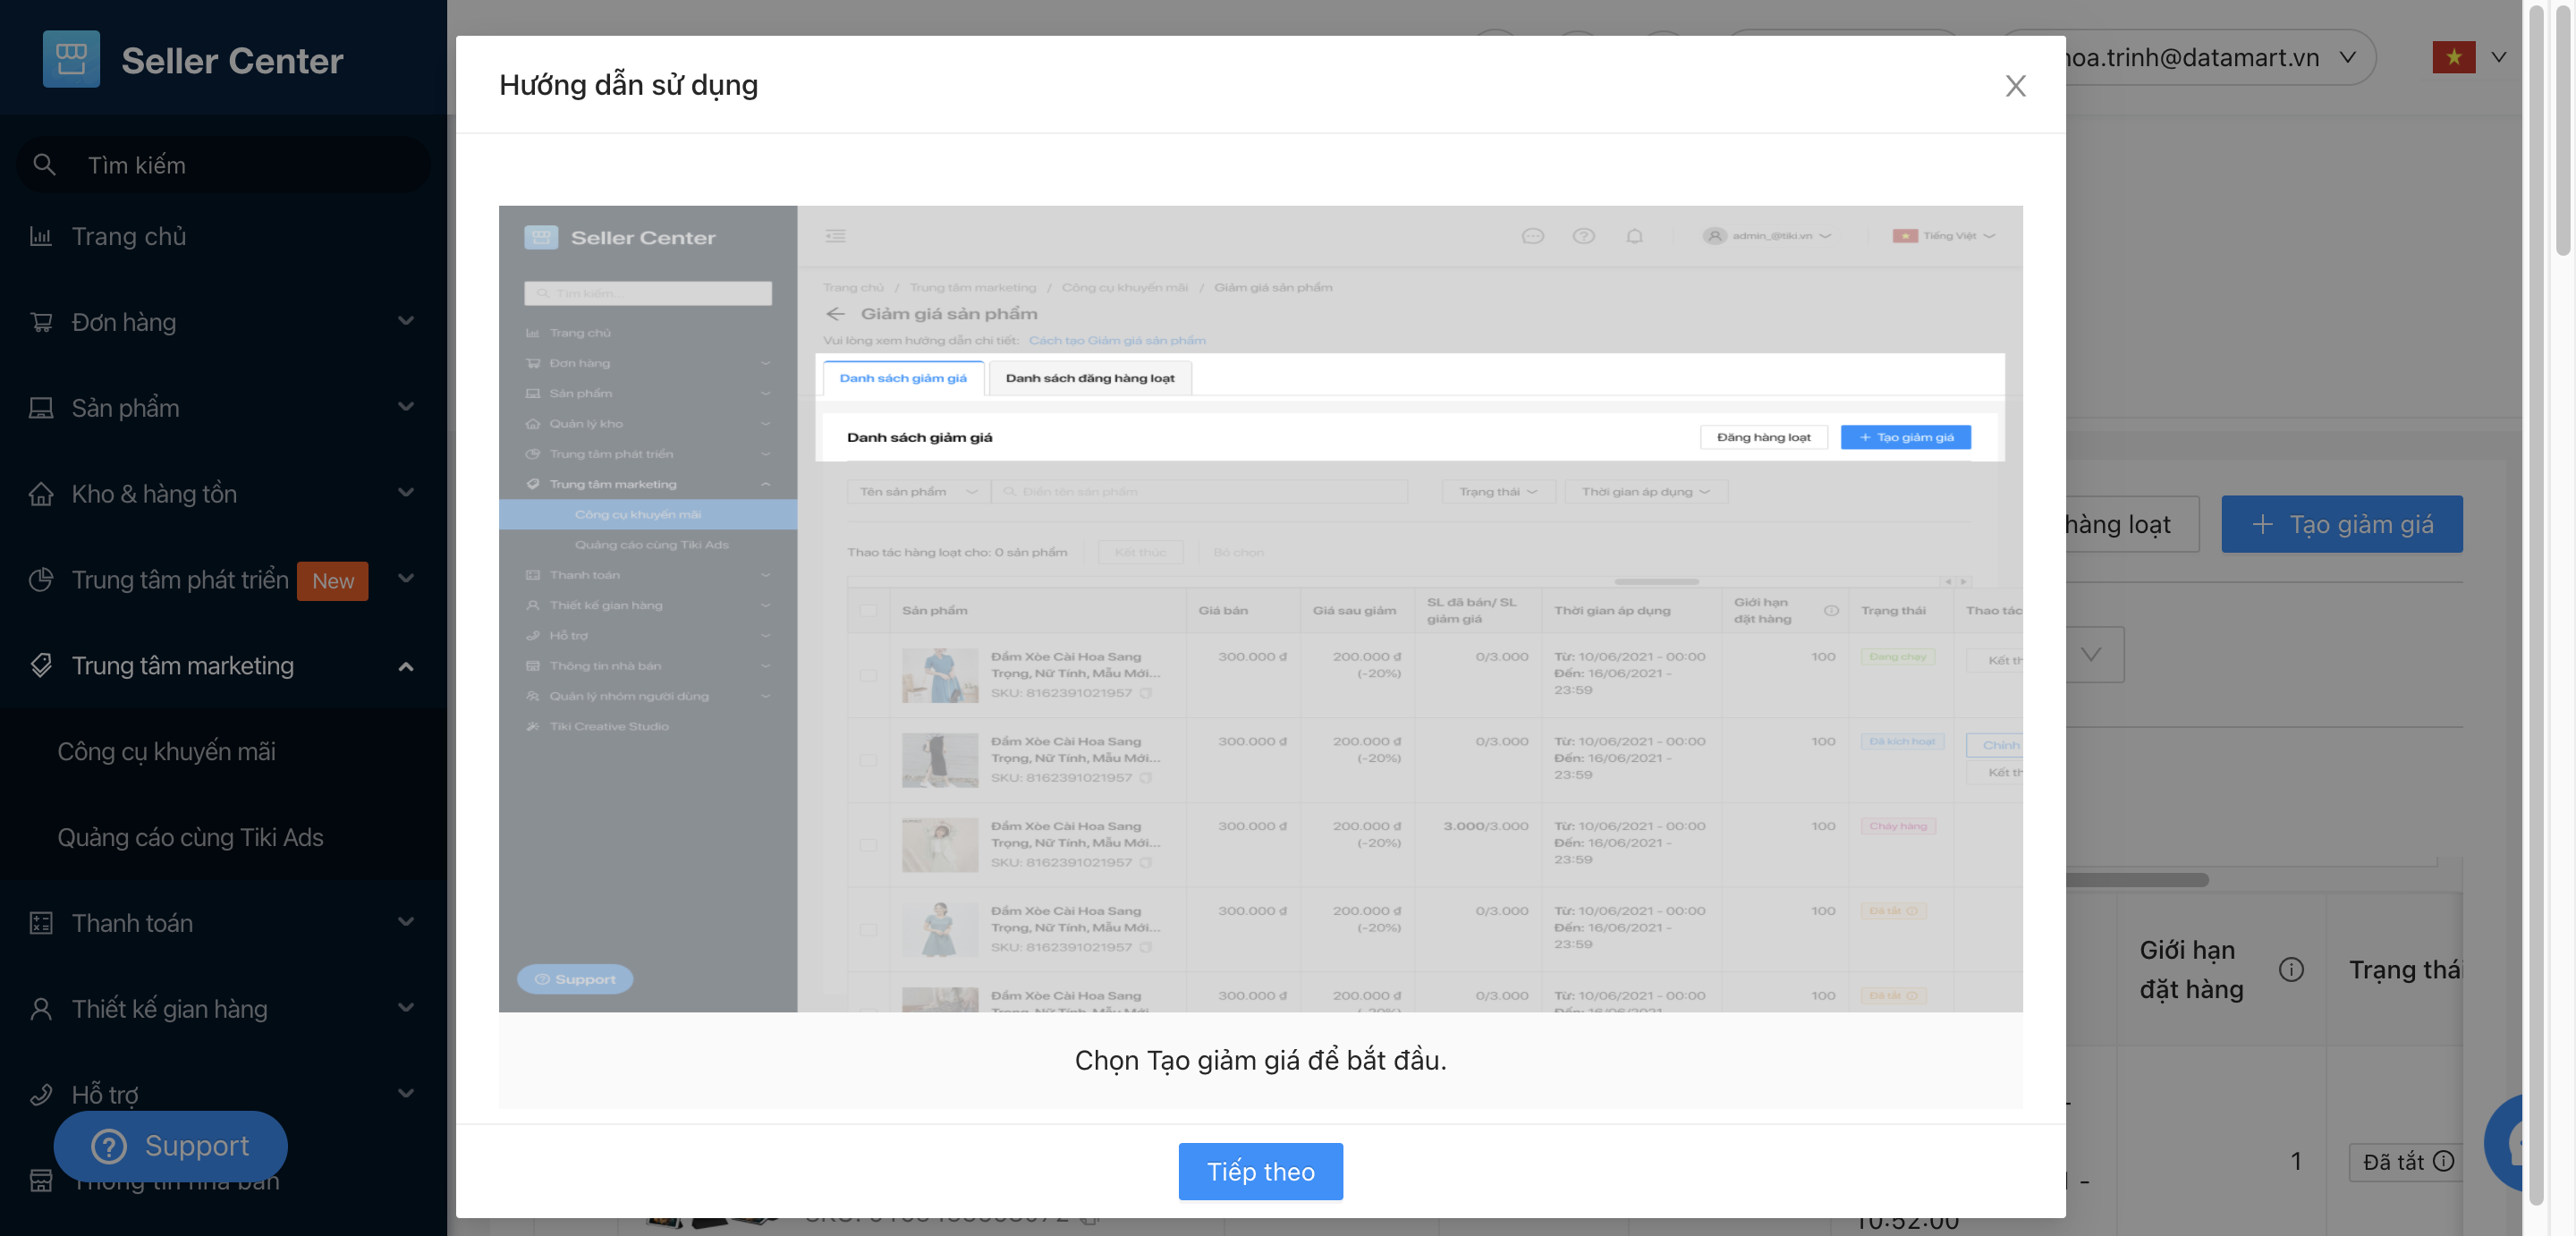 Seller Center
Tìm kiếm
Trang chủ
Đơn hàng
Sản phẩm
Kho & hàng tồn
Trung tâm phát triển New
Trung tâm marketing
Công cụ khuyến mãi
Quảng cáo cùng Tiki Ads
Thanh toán
Thiết kế gian hàng
Hỗ trợ
Support
Thông tin nhà bán
Hướng dẫn sử dụng
hoa.trinh@datamart.vn
Seller Center
admin_@tiki.vn
Tiếng Việt
Tìm kiếm...
Trang chủ
Đơn hàng
Sản phẩm
Quản lý kho
Trung tâm phát triển
Trung tâm marketing
Công cụ khuyến mãi
Quảng cáo cùng Tiki Ads
Thanh toán
Thiết kế gian hàng
Hỗ trợ
Thông tin nhà bán
Quản lý nhóm người dùng
Tiki Creative Studio
Support
Trang chủ / Trung tâm marketing / Công cụ khuyến mãi / Giảm giá sản phẩm
Giảm giá sản phẩm
Vui lòng xem hướng dẫn chi tiết: Cách tạo Giảm giá sản phẩm
Danh sách giảm giá Danh sách đăng hàng loạt
Danh sách giảm giá Đăng hàng loạt + Tạo giảm giá
Tên sản phẩm Điền tên sản phẩm Trạng thái Thời gian áp dụng
Thao tác hàng loạt cho: 0 sản phẩm Kết thúc Bỏ chọn
Sản phẩm Giá bán Giá sau giảm SL đã bán/ SL giảm giá Thời gian áp dụng Giới hạn đặt hàng Trạng thái Thao tác
Đầm Xòe Cài Hoa Sang 300.000 đ 200.000 đ 0/3.000 Từ: 10/06/2021 - 00:00 100 Đang chạy
Trọng, Nữ Tính, Mẫu Mới... (-20%) Đến: 16/06/2021 - Kết th
SKU: 8162391021957 23:59
Đầm Xòe Cài Hoa Sang 300.000 đ 200.000 đ 0/3.000 Từ: 10/06/2021 - 00:00 100 Đã kích hoạt Chỉnh
Trọng, Nữ Tính, Mẫu Mới... (-20%) Đến: 16/06/2021 -
SKU: 8162391021957 23:59 Kết th
Đầm Xòe Cài Hoa Sang 300.000 đ 200.000 đ 3.000/3.000 Từ: 10/06/2021 - 00:00 100 Cháy hàng
Trọng, Nữ Tính, Mẫu Mới... (-20%) Đến: 16/06/2021 -
SKU: 8162391021957 23:59
Đầm Xòe Cài Hoa Sang 300.000 đ 200.000 đ 0/3.000 Từ: 10/06/2021 - 00:00 100 Đã tắt
Trọng, Nữ Tính, Mẫu Mới... (-20%) Đến: 16/06/2021 -
SKU: 8162391021957 23:59
Đầm Xòe Cài Hoa Sang 300.000 đ 200.000 đ 0/3.000 Từ: 10/06/2021 - 00:00 100 Đã tắt
Chọn Tạo giảm giá để bắt đầu.
Tiếp theo
hàng loạt + Tạo giảm giá
Giới hạn
đặt hàng
Trạng thái
1 Đã tắt
10:52:00